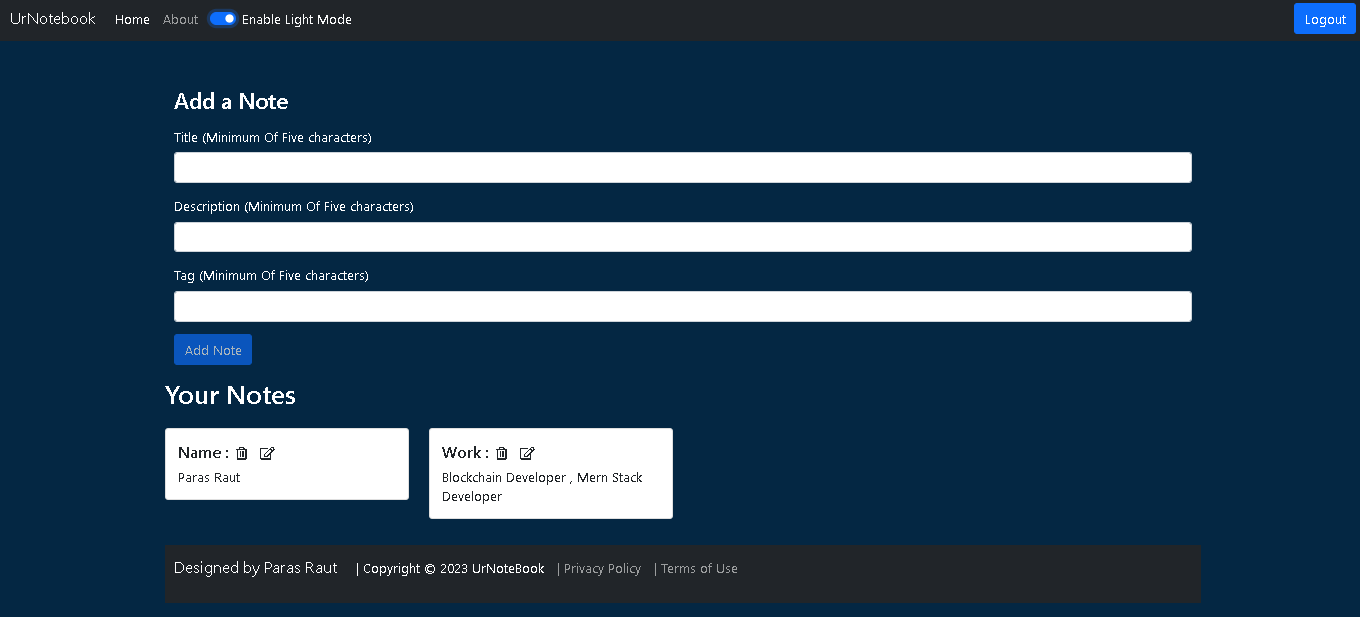 UrNotebook Home About Enable Light Mode Logout
Add a Note
Title (Minimum Of Five characters)
Description (Minimum Of Five characters)
Tag (Minimum Of Five characters)
Add Note
Your Notes
Name :
Paras Raut
Work :
Blockchain Developer , Mern Stack
Developer
Designed by Paras Raut | Copyright © 2023 UrNoteBook | Privacy Policy | Terms of Use